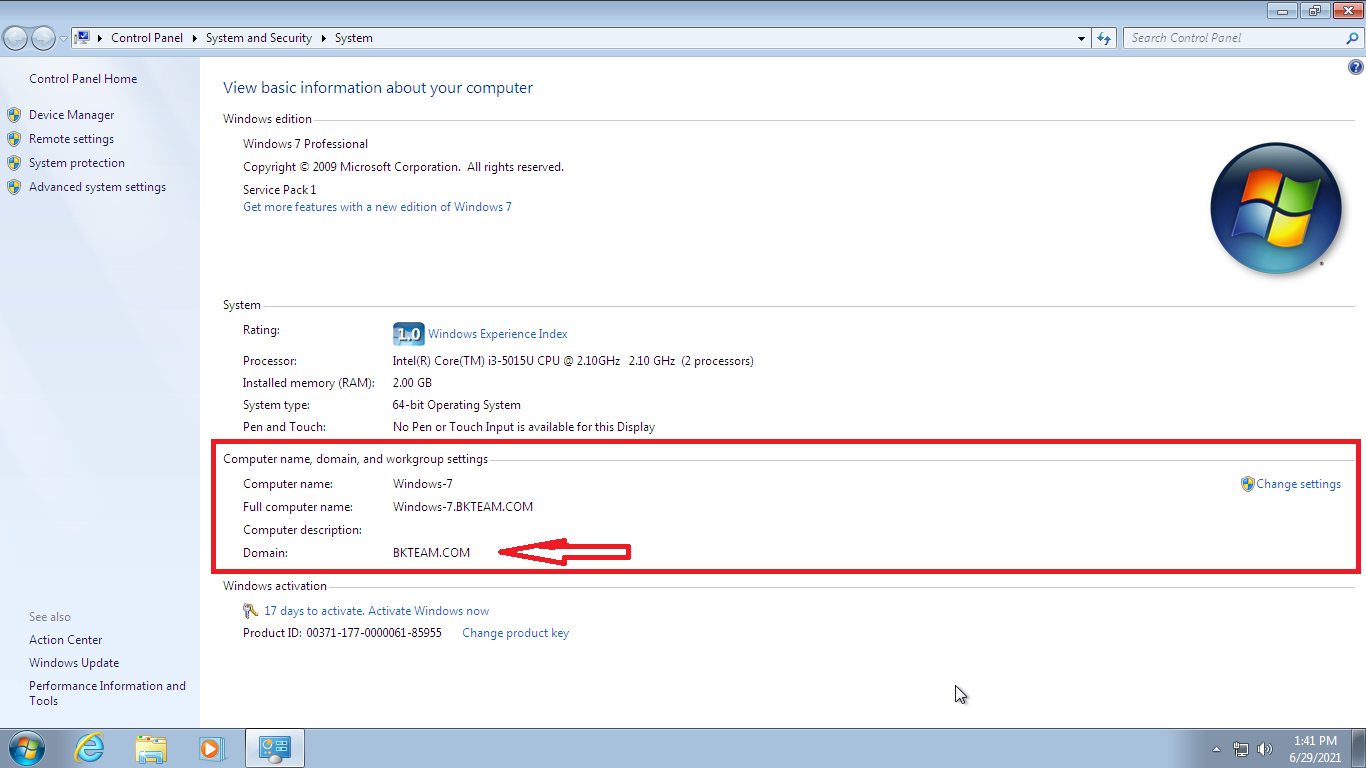 Control Panel ▸ System and Security ▸ System
Search Control Panel
Control Panel Home
Device Manager
Remote settings
System protection
Advanced system settings
See also
Action Center
Windows Update
Performance Information and
Tools
View basic information about your computer
Windows edition
Windows 7 Professional
Copyright © 2009 Microsoft Corporation. All rights reserved.
Service Pack 1
Get more features with a new edition of Windows 7
System
Rating: 1.0 Windows Experience Index
Processor: Intel(R) Core(TM) i3-5015U CPU @ 2.10GHz 2.10 GHz (2 processors)
Installed memory (RAM): 2.00 GB
System type: 64-bit Operating System
Pen and Touch: No Pen or Touch Input is available for this Display
Computer name, domain, and workgroup settings
Computer name: Windows-7 Change settings
Full computer name: Windows-7.BKTEAM.COM
Computer description:
Domain: BKTEAM.COM
Windows activation
17 days to activate. Activate Windows now
Product ID: 00371-177-0000061-85955 Change product key
1:41 PM
6/29/2021